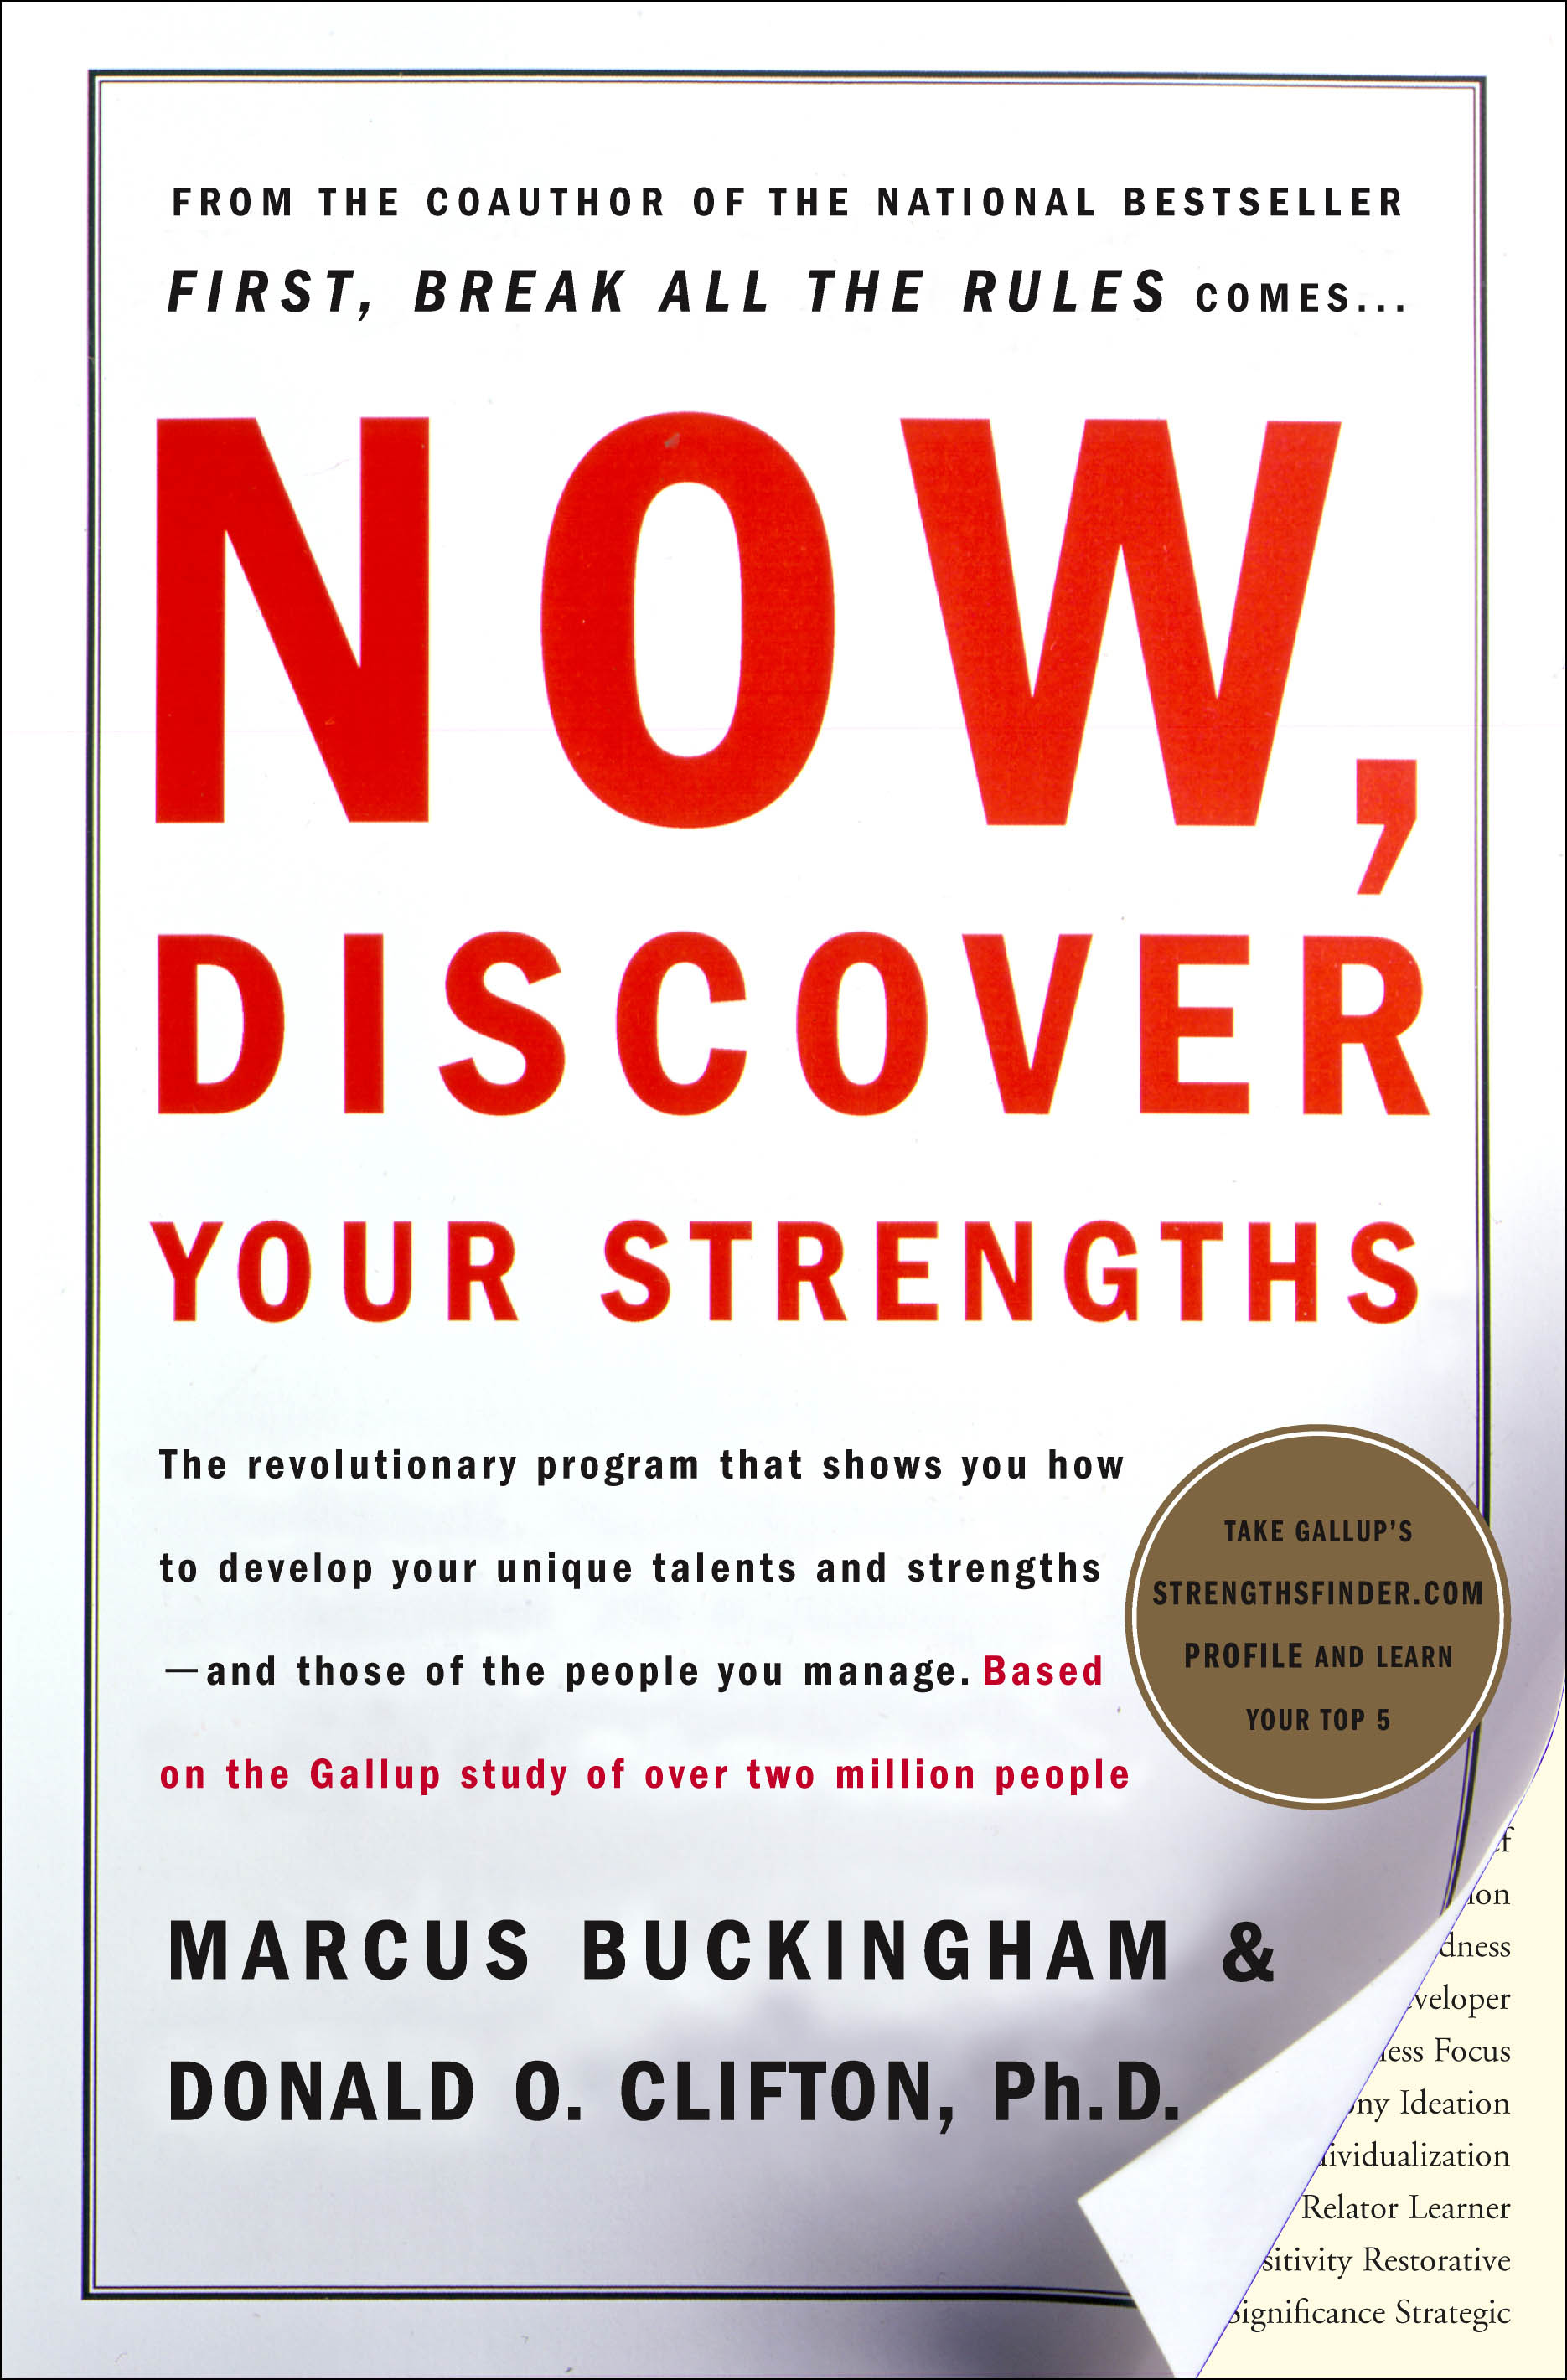 FROM THE COAUTHOR OF THE NATIONAL BESTSELLER
FIRST, BREAK ALL THE RULES COMES...
NOW,
DISCOVER
YOUR STRENGTHS
The revolutionary program that shows you how
to develop your unique talents and strengths
—and those of the people you manage. Based
on the Gallup study of over two million people
TAKE GALLUP'S
STRENGTHSFINDER.COM
PROFILE AND LEARN
YOUR TOP 5
MARCUS BUCKINGHAM &
DONALD O. CLIFTON, Ph.D.
Focus
Ideation
Relator Learner
Restorative
Significance Strategic